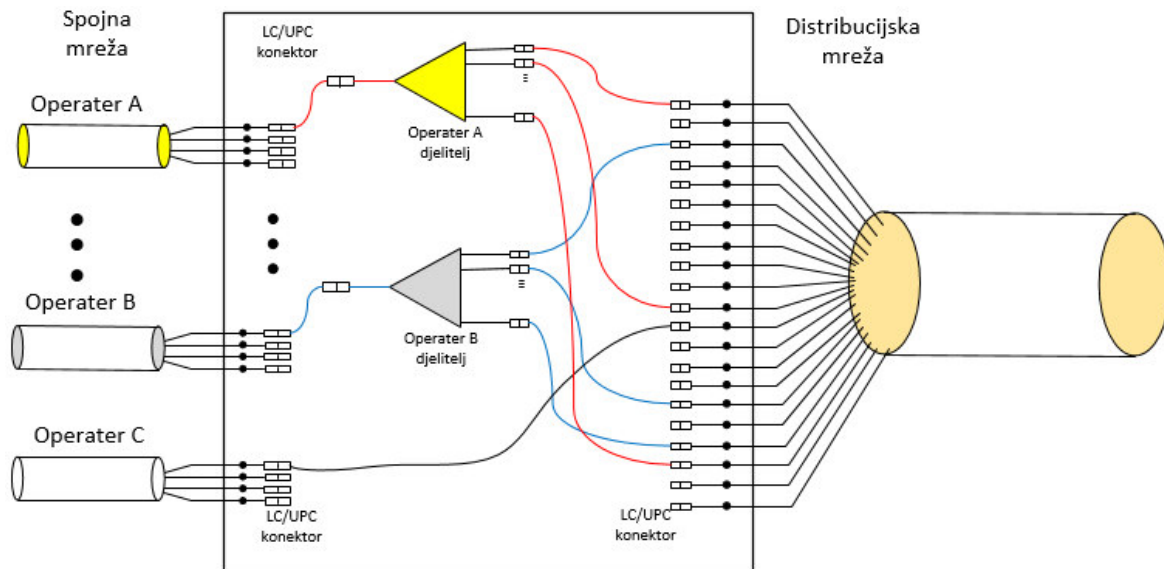 Spojna
mreža
LC/UPC
konektor
Distribucijska
mreža
Operater A
Operater A
djelitelj
Operater B
Operater B
djelitelj
Operater C
LC/UPC
konektor
LC/UPC
konektor